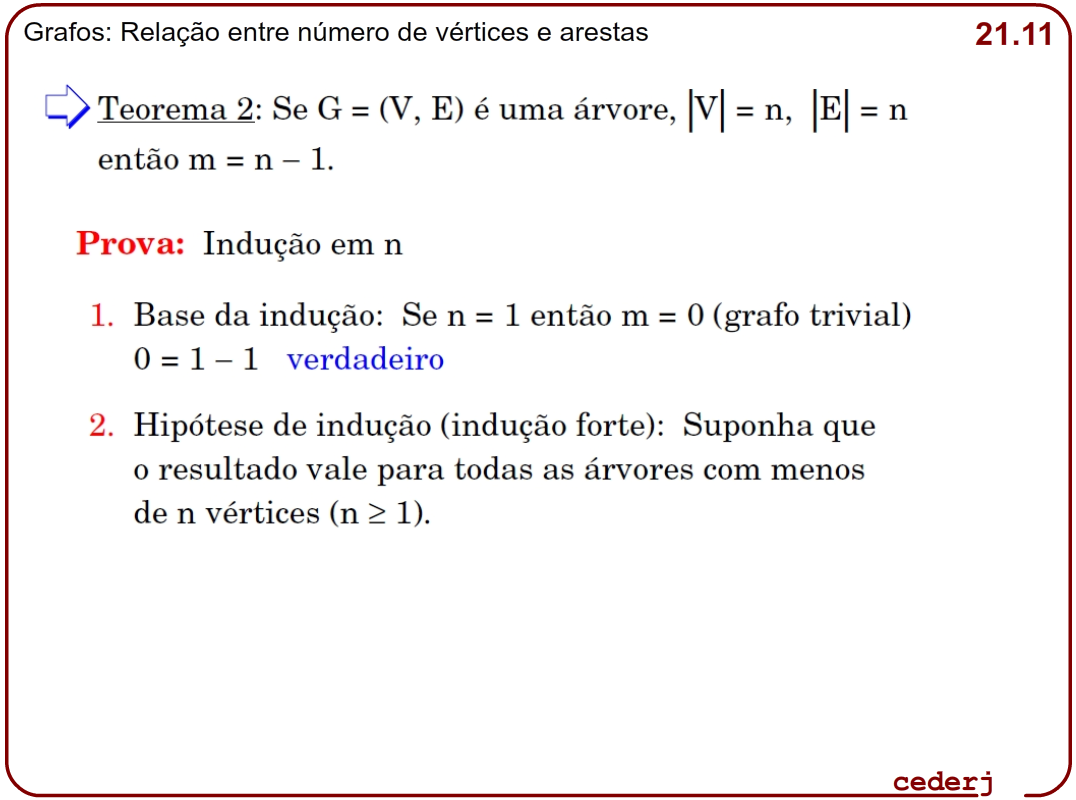 Grafos: Relação entre número de vértices e arestas
21.11
Teorema 2: Se G = (V, E) é uma árvore, |V| = n, |E| = n
então m = n – 1.
Prova: Indução em n
1. Base da indução: Se n = 1 então m = 0 (grafo trivial)
0 = 1 – 1 verdadeiro
2. Hipótese de indução (indução forte): Suponha que
o resultado vale para todas as árvores com menos
de n vértices (n ≥ 1).
cederj